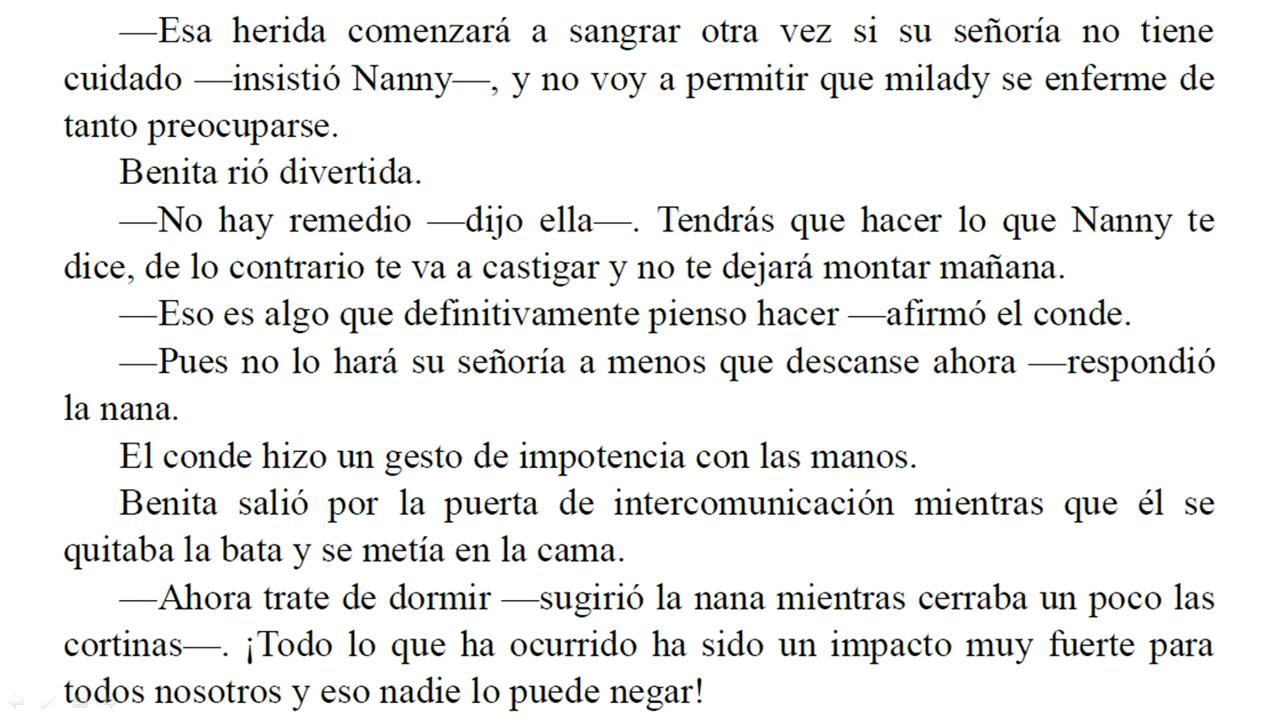 —Esa herida comenzará a sangrar otra vez si su señoría no tiene
cuidado —insistió Nanny—, y no voy a permitir que milady se enferme de
tanto preocuparse.
Benita rió divertida.
—No hay remedio —dijo ella—. Tendrás que hacer lo que Nanny te
dice, de lo contrario te va a castigar y no te dejará montar mañana.
—Eso es algo que definitivamente pienso hacer —afirmó el conde.
—Pues no lo hará su señoría a menos que descanse ahora —respondió
la nana.
El conde hizo un gesto de impotencia con las manos.
Benita salió por la puerta de intercomunicación mientras que él se
quitaba la bata y se metía en la cama.
—Ahora trate de dormir —sugirió la nana mientras cerraba un poco las
cortinas—. ¡Todo lo que ha ocurrido ha sido un impacto muy fuerte para
todos nosotros y eso nadie lo puede negar!